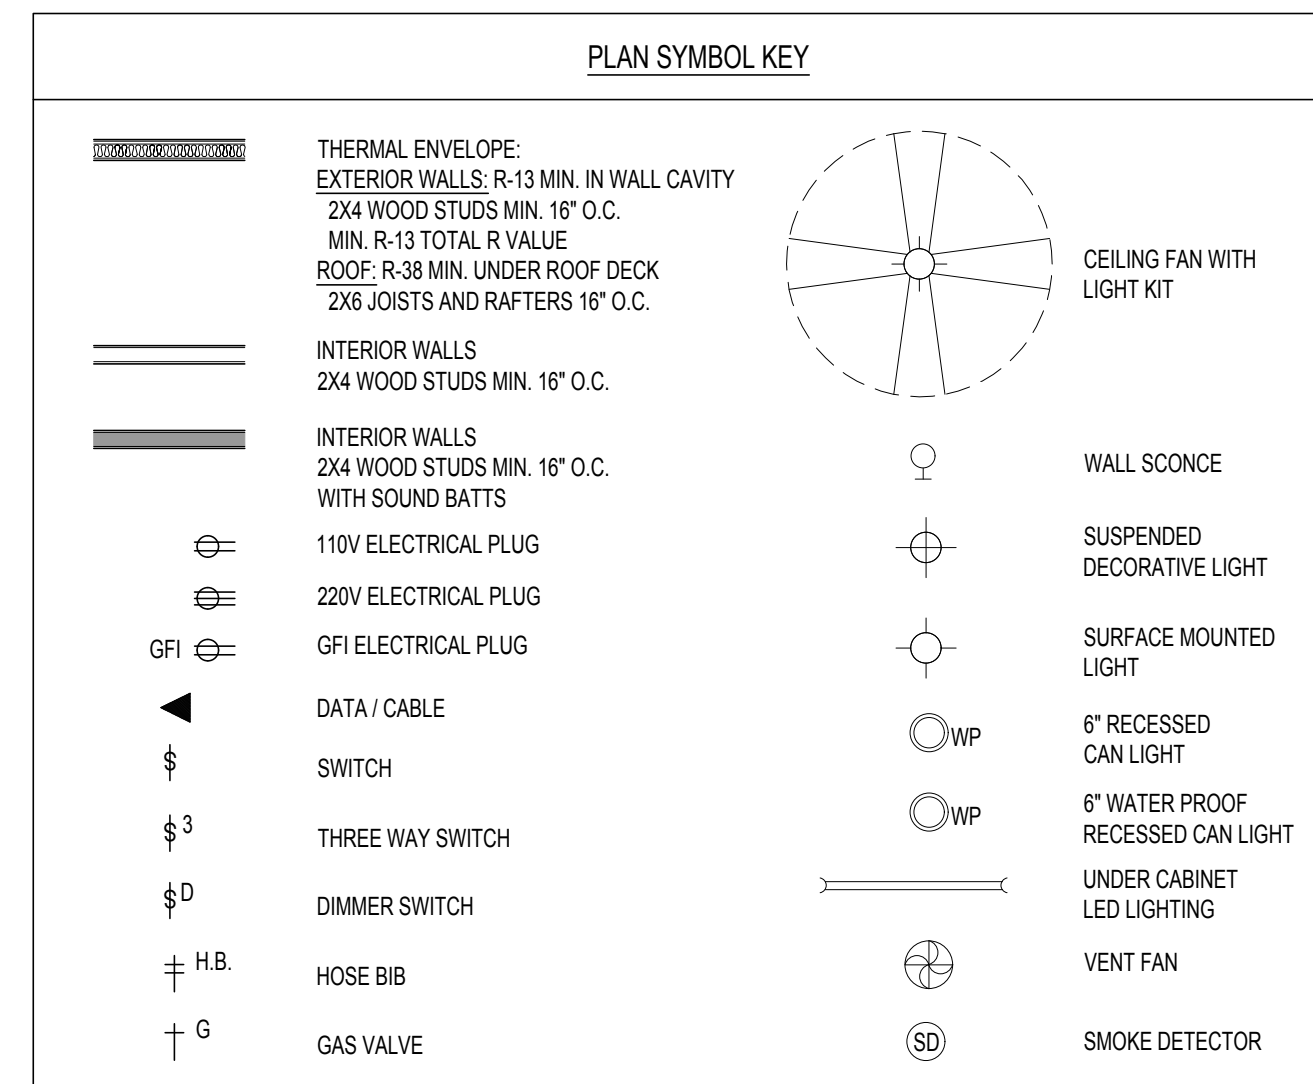 PLAN SYMBOL KEY
THERMAL ENVELOPE:
EXTERIOR WALLS: R-13 MIN. IN WALL CAVITY
2X4 WOOD STUDS MIN. 16" O.C.
MIN. R-13 TOTAL R VALUE
ROOF: R-38 MIN. UNDER ROOF DECK
2X6 JOISTS AND RAFTERS 16" O.C.
INTERIOR WALLS
2X4 WOOD STUDS MIN. 16" O.C.
INTERIOR WALLS
2X4 WOOD STUDS MIN. 16" O.C.
WITH SOUND BATTS
110V ELECTRICAL PLUG
220V ELECTRICAL PLUG
GFI GFI ELECTRICAL PLUG
DATA / CABLE
$ SWITCH
$ 3 THREE WAY SWITCH
$ D DIMMER SWITCH
H.B. HOSE BIB
G GAS VALVE
CEILING FAN WITH
LIGHT KIT
WALL SCONCE
SUSPENDED
DECORATIVE LIGHT
SURFACE MOUNTED
LIGHT
WP 6" RECESSED
CAN LIGHT
WP 6" WATER PROOF
RECESSED CAN LIGHT
UNDER CABINET
LED LIGHTING
VENT FAN
SD SMOKE DETECTOR